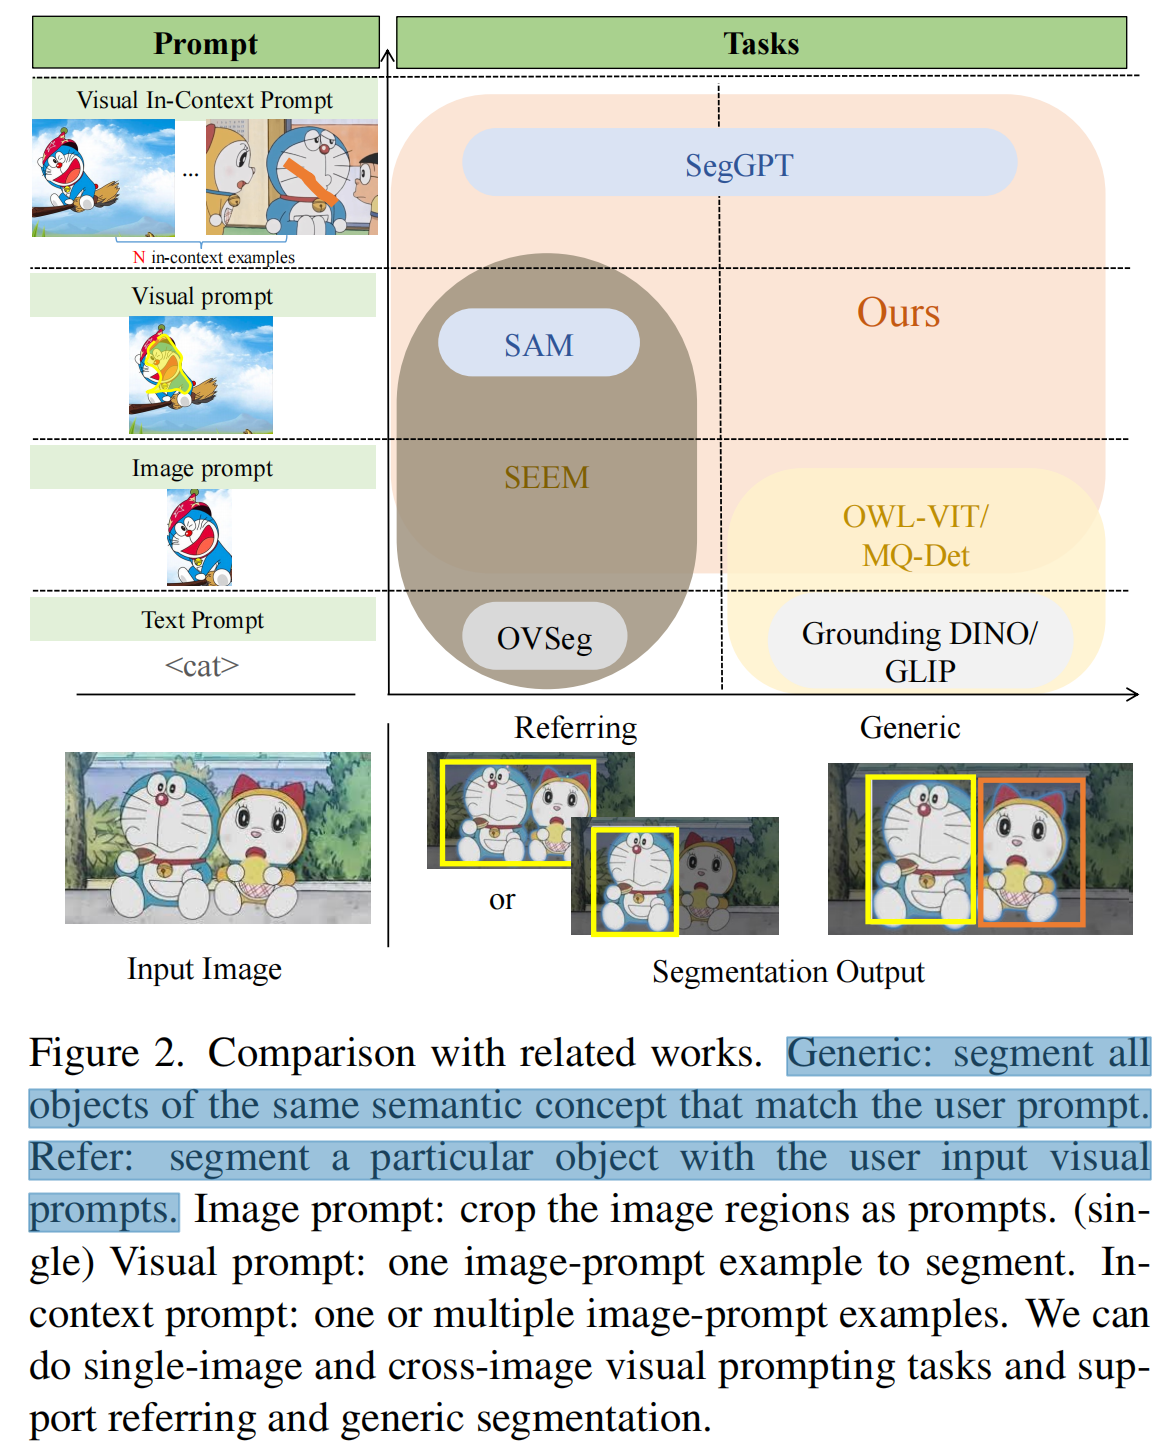 Prompt
Tasks
Visual In-Context Prompt
...
N in-context examples
SegGPT
Visual prompt
Ours
SAM
Image prompt
SEEM
OWL-VIT/
MQ-Det
Text Prompt
<cat>
OVSeg
Grounding DINO/
GLIP
Referring
Generic
or
Input Image
Segmentation Output
Figure 2. Comparison with related works. Generic: segment all
objects of the same semantic concept that match the user prompt.
Refer: segment a particular object with the user input visual
prompts. Image prompt: crop the image regions as prompts. (sin-
gle) Visual prompt: one image-prompt example to segment. In-
context prompt: one or multiple image-prompt examples. We can
do single-image and cross-image visual prompting tasks and sup-
port referring and generic segmentation.